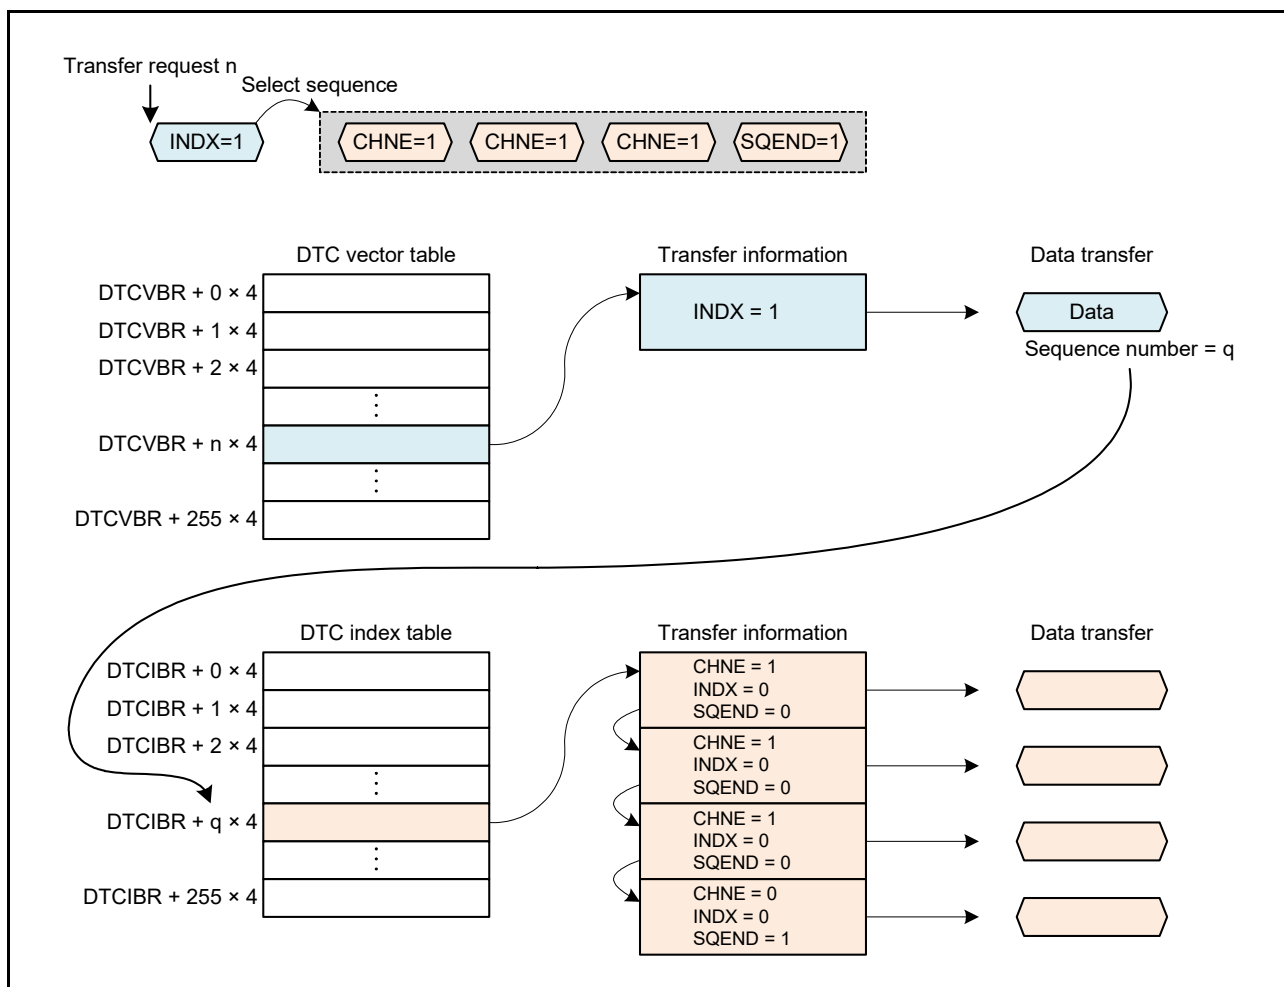 Transfer request n
Select sequence
INDX=1
CHNE=1
CHNE=1
CHNE=1
SQEND=1
DTC vector table
Transfer information
Data transfer
DTCVBR + 0 × 4
DTCVBR + 1 × 4
DTCVBR + 2 × 4
⋮
DTCVBR + n × 4
⋮
DTCVBR + 255 × 4
INDX = 1
Data
Sequence number = q
DTC index table
Transfer information
Data transfer
DTCIBR + 0 × 4
DTCIBR + 1 × 4
DTCIBR + 2 × 4
⋮
DTCIBR + q × 4
⋮
DTCIBR + 255 × 4
CHNE = 1
INDX = 0
SQEND = 0
CHNE = 1
INDX = 0
SQEND = 0
CHNE = 1
INDX = 0
SQEND = 0
CHNE = 0
INDX = 0
SQEND = 1